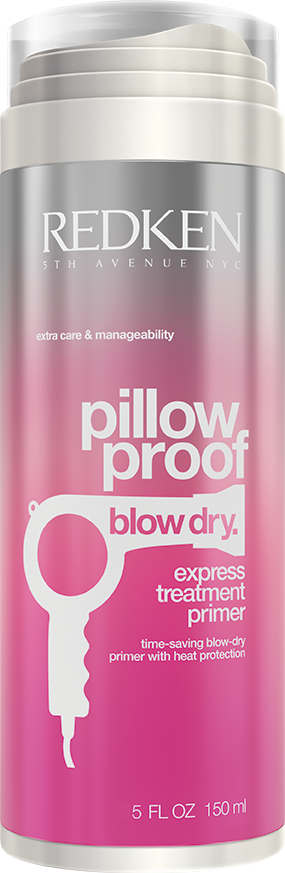 REDKEN
5TH AVENUE NYC
extra care & manageability
pillow
proof
blow dry.
express
treatment
primer
time-saving blow-dry
primer with heat protection
5 FL OZ 150 ml